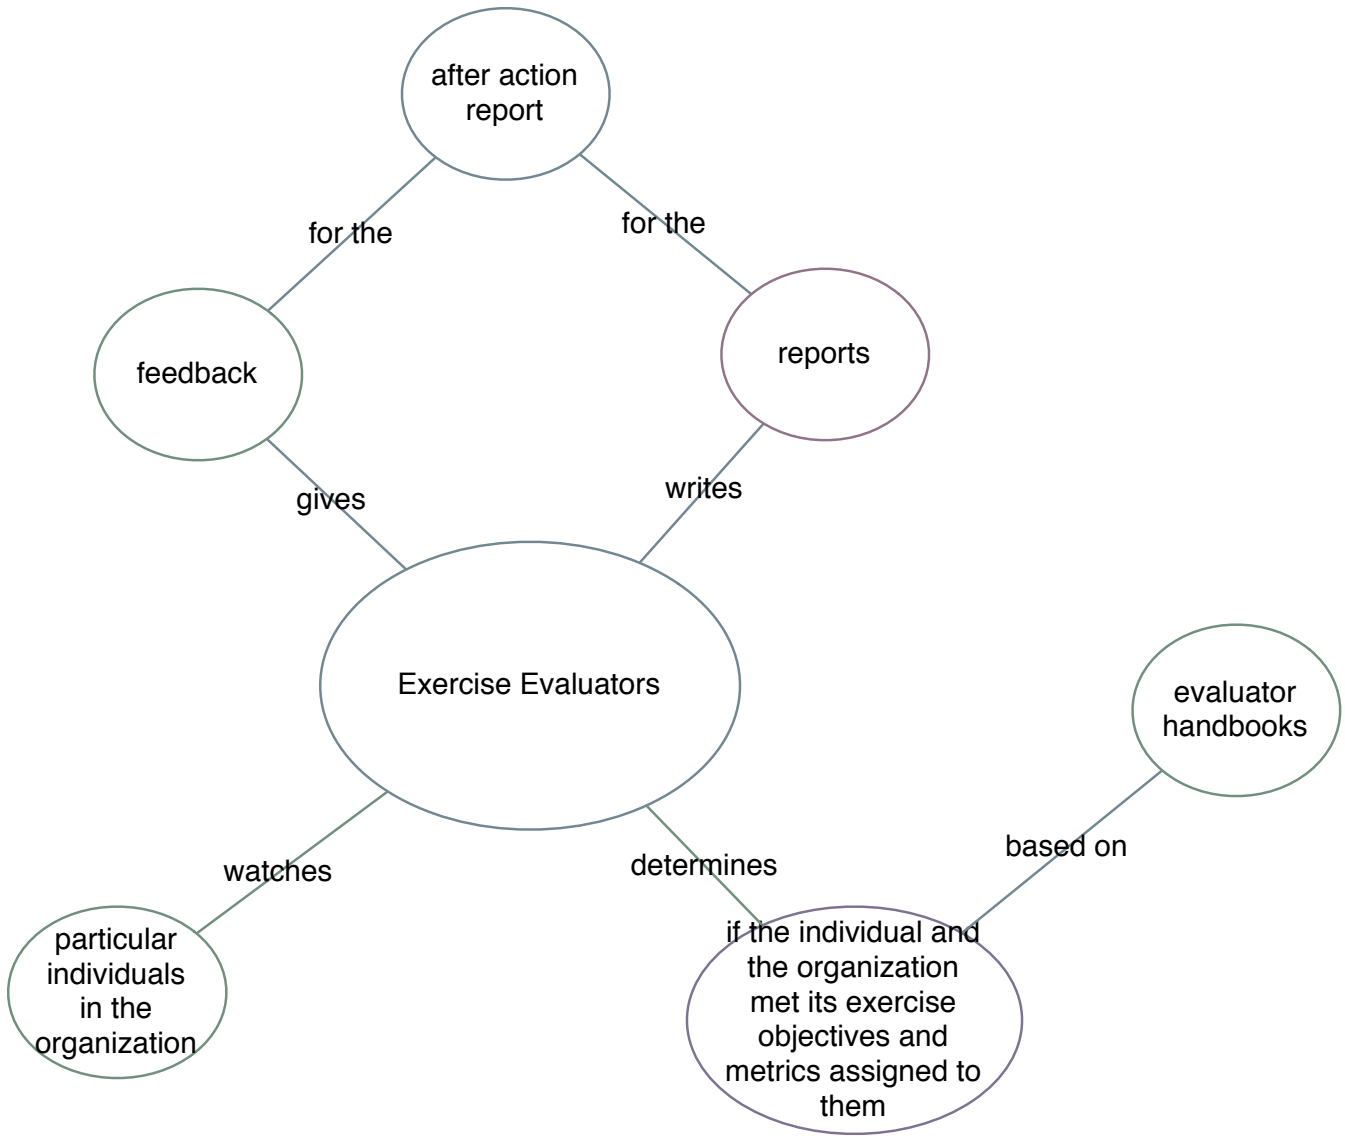 after action
report
for the
for the
feedback
reports
gives
writes
Exercise Evaluators
evaluator
handbooks
watches
determines
based on
particular
individuals
in the
organization
if the individual and
the organization
met its exercise
objectives and
metrics assigned to
them